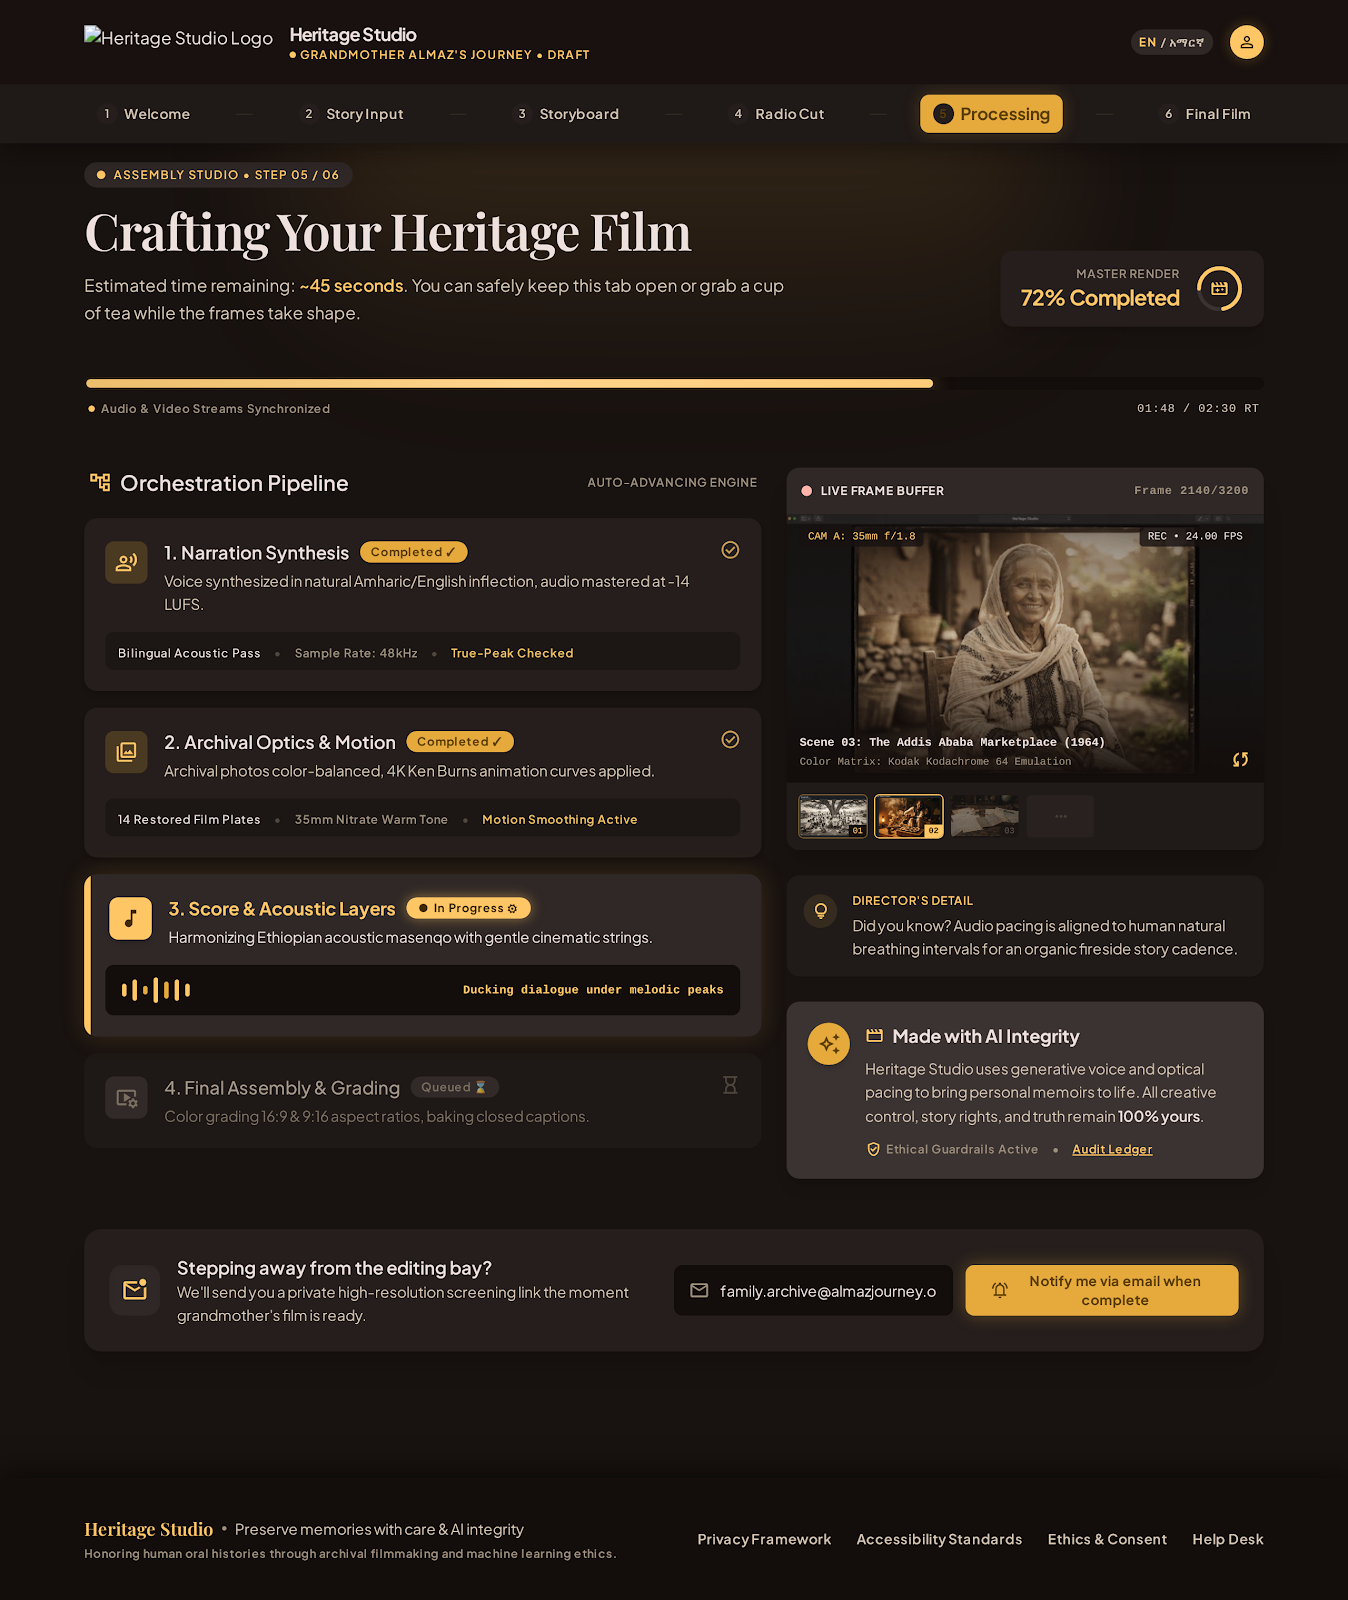 Heritage Studio Logo
Heritage Studio
GRANDMOTHER ALMAZ'S JOURNEY • DRAFT
EN / አማርኛ
1 Welcome
2 Story Input
3 Storyboard
4 Radio Cut
5 Processing
6 Final Film
ASSEMBLY STUDIO • STEP 05 / 06
Crafting Your Heritage Film
Estimated time remaining: ~45 seconds. You can safely keep this tab open or grab a cup
of tea while the frames take shape.
MASTER RENDER
72% Completed
Audio & Video Streams Synchronized
01:48 / 02:30 RT
Orchestration Pipeline
AUTO-ADVANCING ENGINE
1. Narration Synthesis
Completed ✓
Voice synthesized in natural Amharic/English inflection, audio mastered at -14
LUFS.
Bilingual Acoustic Pass • Sample Rate: 48kHz • True-Peak Checked
2. Archival Optics & Motion
Completed ✓
Archival photos color-balanced, 4K Ken Burns animation curves applied.
14 Restored Film Plates • 35mm Nitrate Warm Tone • Motion Smoothing Active
3. Score & Acoustic Layers
● In Progress ⚙
Harmonizing Ethiopian acoustic masenqo with gentle cinematic strings.
Ducking dialogue under melodic peaks
4. Final Assembly & Grading
Queued ⌛
Color grading 16:9 & 9:16 aspect ratios, baking closed captions.
LIVE FRAME BUFFER
Frame 2140/3200
CAM A: 35mm f/1.8
REC • 24.00 FPS
Scene 03: The Addis Ababa Marketplace (1964)
Color Matrix: Kodak Kodachrome 64 Emulation
01
02
03
•••
DIRECTOR'S DETAIL
Did you know? Audio pacing is aligned to human natural
breathing intervals for an organic fireside story cadence.
Made with AI Integrity
Heritage Studio uses generative voice and optical
pacing to bring personal memoirs to life. All creative
control, story rights, and truth remain 100% yours.
Ethical Guardrails Active • Audit Ledger
Stepping away from the editing bay?
We'll send you a private high-resolution screening link the moment
grandmother's film is ready.
family.archive@almazjourney.o
Notify me via email when
complete
Heritage Studio • Preserve memories with care & AI integrity
Honoring human oral histories through archival filmmaking and machine learning ethics.
Privacy Framework
Accessibility Standards
Ethics & Consent
Help Desk